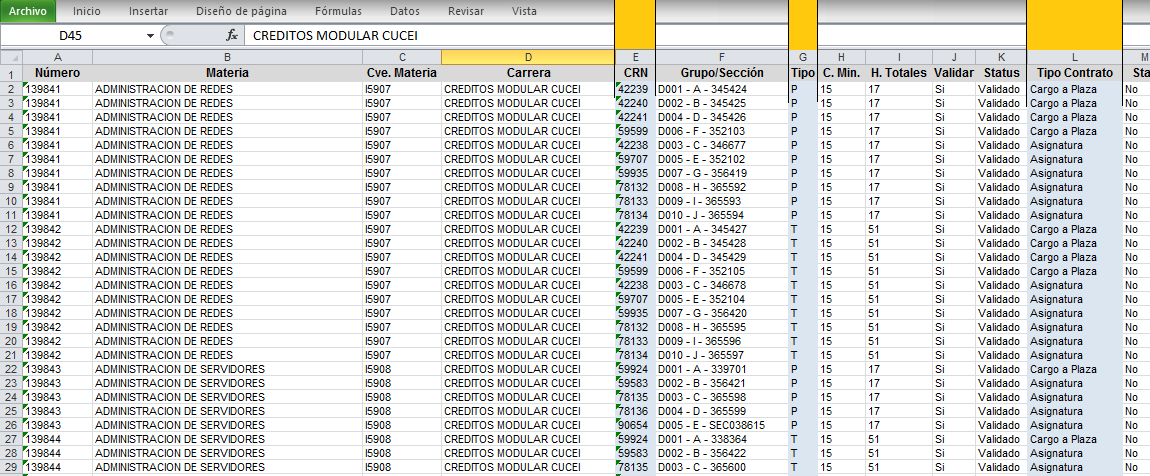 Archivo Inicio Insertar Diseño de página Fórmulas Datos Revisar Vista
D45 fx CREDITOS MODULAR CUCEI
A B C D E F G H I J K L M
1 Número Materia Cve. Materia Carrera CRN Grupo/Sección Tipo C. Min. H. Totales Validar Status Tipo Contrato Sta
2 139841 ADMINISTRACION DE REDES I5907 CREDITOS MODULAR CUCEI 42239 D001 - A - 345424 P 15 17 Si Validado Cargo a Plaza No
3 139841 ADMINISTRACION DE REDES I5907 CREDITOS MODULAR CUCEI 42240 D002 - B - 345425 P 15 17 Si Validado Cargo a Plaza No
4 139841 ADMINISTRACION DE REDES I5907 CREDITOS MODULAR CUCEI 42241 D004 - D - 345426 P 15 17 Si Validado Cargo a Plaza No
5 139841 ADMINISTRACION DE REDES I5907 CREDITOS MODULAR CUCEI 59599 D006 - F - 352103 P 15 17 Si Validado Cargo a Plaza No
6 139841 ADMINISTRACION DE REDES I5907 CREDITOS MODULAR CUCEI 42238 D003 - C - 346677 P 15 17 Si Validado Asignatura No
7 139841 ADMINISTRACION DE REDES I5907 CREDITOS MODULAR CUCEI 59707 D005 - E - 352102 P 15 17 Si Validado Asignatura No
8 139841 ADMINISTRACION DE REDES I5907 CREDITOS MODULAR CUCEI 59935 D007 - G - 356419 P 15 17 Si Validado Asignatura No
9 139841 ADMINISTRACION DE REDES I5907 CREDITOS MODULAR CUCEI 78132 D008 - H - 365592 P 15 17 Si Validado Asignatura No
10 139841 ADMINISTRACION DE REDES I5907 CREDITOS MODULAR CUCEI 78133 D009 - I - 365593 P 15 17 Si Validado Asignatura No
11 139841 ADMINISTRACION DE REDES I5907 CREDITOS MODULAR CUCEI 78134 D010 - J - 365594 P 15 17 Si Validado Asignatura No
12 139842 ADMINISTRACION DE REDES I5907 CREDITOS MODULAR CUCEI 42239 D001 - A - 345427 T 15 51 Si Validado Cargo a Plaza No
13 139842 ADMINISTRACION DE REDES I5907 CREDITOS MODULAR CUCEI 42240 D002 - B - 345428 T 15 51 Si Validado Cargo a Plaza No
14 139842 ADMINISTRACION DE REDES I5907 CREDITOS MODULAR CUCEI 42241 D004 - D - 345429 T 15 51 Si Validado Cargo a Plaza No
15 139842 ADMINISTRACION DE REDES I5907 CREDITOS MODULAR CUCEI 59599 D006 - F - 352105 T 15 51 Si Validado Cargo a Plaza No
16 139842 ADMINISTRACION DE REDES I5907 CREDITOS MODULAR CUCEI 42238 D003 - C - 346678 T 15 51 Si Validado Asignatura No
17 139842 ADMINISTRACION DE REDES I5907 CREDITOS MODULAR CUCEI 59707 D005 - E - 352104 T 15 51 Si Validado Asignatura No
18 139842 ADMINISTRACION DE REDES I5907 CREDITOS MODULAR CUCEI 59935 D007 - G - 356420 T 15 51 Si Validado Asignatura No
19 139842 ADMINISTRACION DE REDES I5907 CREDITOS MODULAR CUCEI 78132 D008 - H - 365595 T 15 51 Si Validado Asignatura No
20 139842 ADMINISTRACION DE REDES I5907 CREDITOS MODULAR CUCEI 78133 D009 - I - 365596 T 15 51 Si Validado Asignatura No
21 139842 ADMINISTRACION DE REDES I5907 CREDITOS MODULAR CUCEI 78134 D010 - J - 365597 T 15 51 Si Validado Asignatura No
22 139843 ADMINISTRACION DE SERVIDORES I5908 CREDITOS MODULAR CUCEI 59924 D001 - A - 339701 P 15 17 Si Validado Cargo a Plaza No
23 139843 ADMINISTRACION DE SERVIDORES I5908 CREDITOS MODULAR CUCEI 59583 D002 - B - 356421 P 15 17 Si Validado Asignatura No
24 139843 ADMINISTRACION DE SERVIDORES I5908 CREDITOS MODULAR CUCEI 78135 D003 - C - 365598 P 15 17 Si Validado Asignatura No
25 139843 ADMINISTRACION DE SERVIDORES I5908 CREDITOS MODULAR CUCEI 78136 D004 - D - 365599 P 15 17 Si Validado Asignatura No
26 139843 ADMINISTRACION DE SERVIDORES I5908 CREDITOS MODULAR CUCEI 90654 D005 - E - SEC038615 P 15 17 Si Validado Asignatura No
27 139844 ADMINISTRACION DE SERVIDORES I5908 CREDITOS MODULAR CUCEI 59924 D001 - A - 338364 T 15 51 Si Validado Cargo a Plaza No
28 139844 ADMINISTRACION DE SERVIDORES I5908 CREDITOS MODULAR CUCEI 59583 D002 - B - 356422 T 15 51 Si Validado Asignatura No
29 139844 ADMINISTRACION DE SERVIDORES I5908 CREDITOS MODULAR CUCEI 78135 D003 - C - 365600 T 15 51 Si Validado Asignatura No